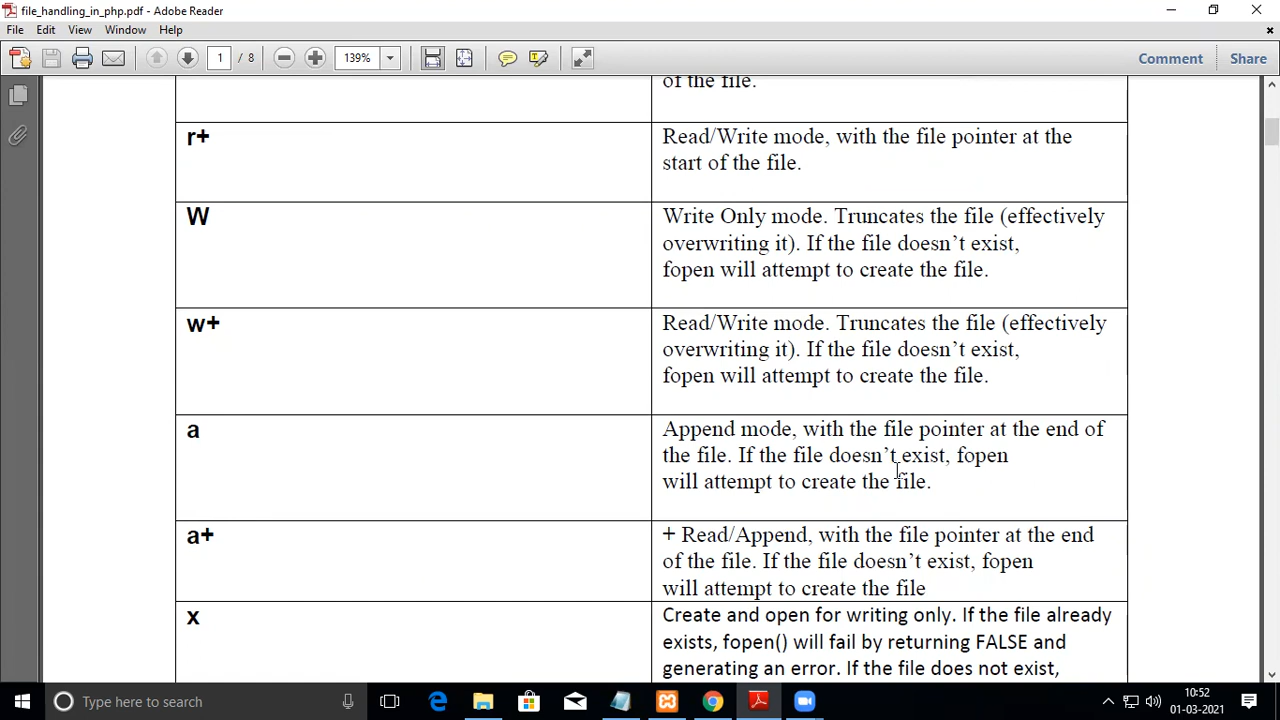 file_handling_in_php.pdf - Adobe Reader
File Edit View Window Help
1 / 8 139% Comment Share
of the file.
r+ Read/Write mode, with the file pointer at the
start of the file.
W Write Only mode. Truncates the file (effectively
overwriting it). If the file doesn’t exist,
fopen will attempt to create the file.
w+ Read/Write mode. Truncates the file (effectively
overwriting it). If the file doesn’t exist,
fopen will attempt to create the file.
a Append mode, with the file pointer at the end of
the file. If the file doesn’t exist, fopen
will attempt to create the file.
a+ + Read/Append, with the file pointer at the end
of the file. If the file doesn’t exist, fopen
will attempt to create the file
x Create and open for writing only. If the file already
exists, fopen() will fail by returning FALSE and
generating an error. If the file does not exist,
Type here to search
10:52
01-03-2021